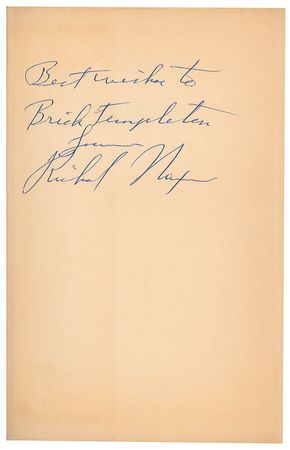 Best wishes to
Brick Templeton
from
Richard Nixon